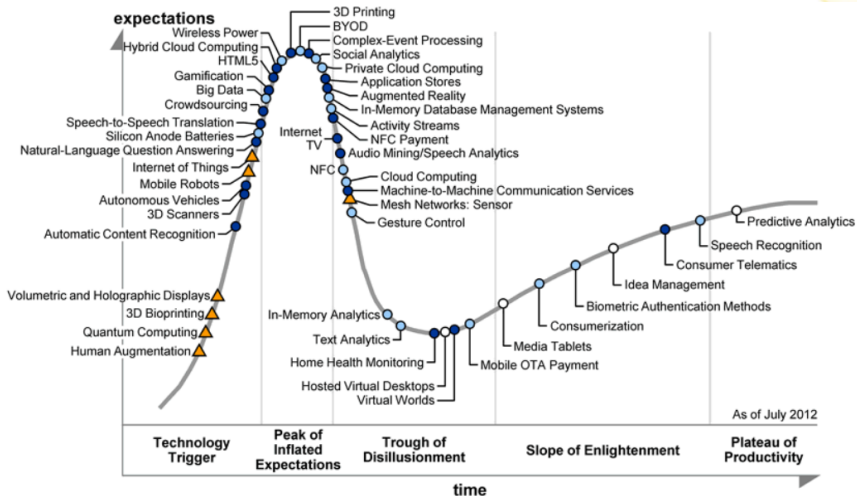 expectations
Wireless Power
Hybrid Cloud Computing
HTML5
Gamification
Big Data
Crowdsourcing
Speech-to-Speech Translation
Silicon Anode Batteries
Natural-Language Question Answering
Internet of Things
Mobile Robots
Autonomous Vehicles
3D Scanners
Automatic Content Recognition
Volumetric and Holographic Displays
3D Bioprinting
Quantum Computing
Human Augmentation
3D Printing
BYOD
Complex-Event Processing
Social Analytics
Private Cloud Computing
Application Stores
Augmented Reality
In-Memory Database Management Systems
Activity Streams
NFC Payment
Internet
TV
Audio Mining/Speech Analytics
NFC
Cloud Computing
Machine-to-Machine Communication Services
Mesh Networks: Sensor
Gesture Control
In-Memory Analytics
Text Analytics
Home Health Monitoring
Hosted Virtual Desktops
Virtual Worlds
Mobile OTA Payment
Media Tablets
Consumerization
Biometric Authentication Methods
Idea Management
Consumer Telematics
Speech Recognition
Predictive Analytics
As of July 2012
Technology
Trigger
Peak of
Inflated
Expectations
Trough of
Disillusionment
Slope of Enlightenment
Plateau of
Productivity
time